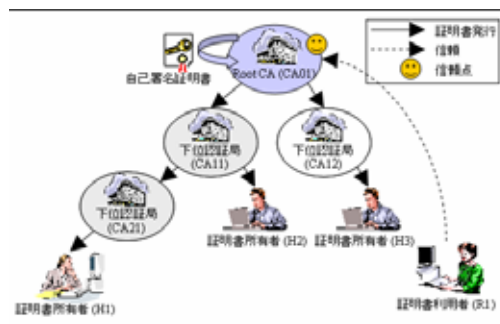 証明書発行
信頼
信頼点
自己署名証明書
Root CA (CA01)
下位認証局
(CA11)
下位認証局
(CA12)
下位認証局
(CA21)
証明書所有者 (H2)
証明書所有者 (H3)
証明書所有者 (H1)
証明書利用者 (R1)